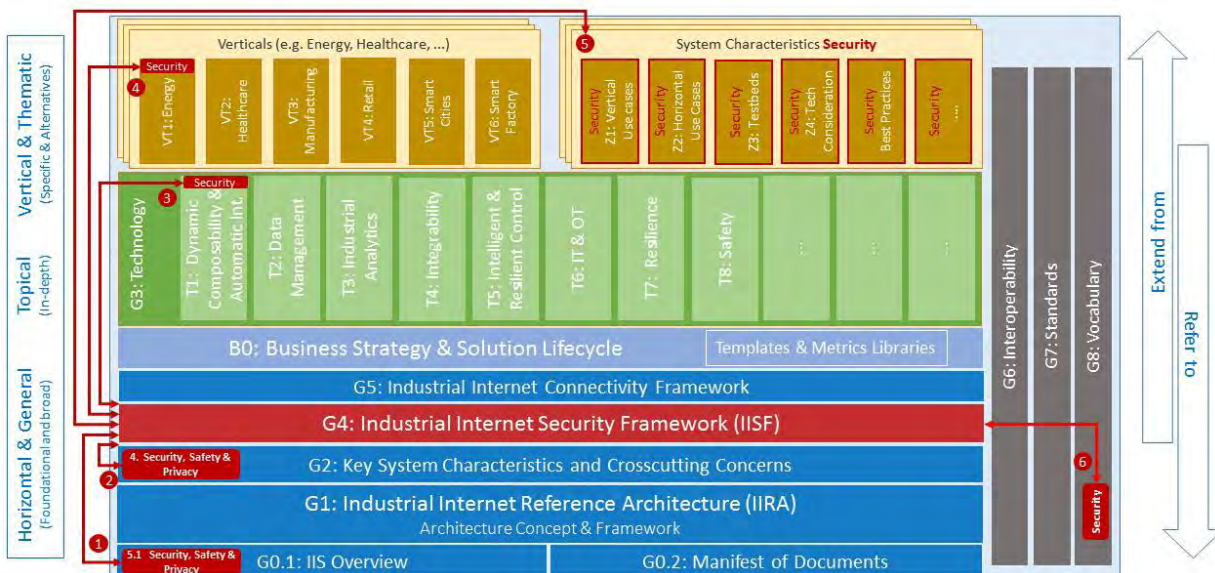 Vertical & Thematic
(Specific & Alternatives)
Topical
(In-depth)
Horizontal & General
(Foundational and broad)
Verticals (e.g. Energy, Healthcare, ...)
4
Security
VT1: Energy
VT2:
Healthcare
VT3:
Manufacturing
VT4: Retail
VT5: Smart
Cities
VT6: Smart
Factory
5
System Characteristics Security
Security
Z1: Vertical
Use cases
Security
Z2: Horizontal
Use Cases
Security
Z3: Testbeds
Security
Z4: Tech
Consideration
Security
Best Practices
Security
....
3
Security
G3: Technology
T1: Dynamic
Composability &
Automatic Int.
T2: Data
Management
T3: Industrial
Analytics
T4: Integrability
T5: Intelligent &
Resilient Control
T6: IT & OT
T7: Resilience
T8: Safety
...
...
...
B0: Business Strategy & Solution Lifecycle
Templates & Metrics Libraries
G5: Industrial Internet Connectivity Framework
G4: Industrial Internet Security Framework (IISF)
2
4. Security, Safety &
Privacy
G2: Key System Characteristics and Crosscutting Concerns
G1: Industrial Internet Reference Architecture (IIRA)
Architecture Concept & Framework
1
5.1 Security, Safety &
Privacy
G0.1: IIS Overview
G0.2: Manifest of Documents
G6: Interoperability
G7: Standards
G8: Vocabulary
6
Security
Extend from
Refer to